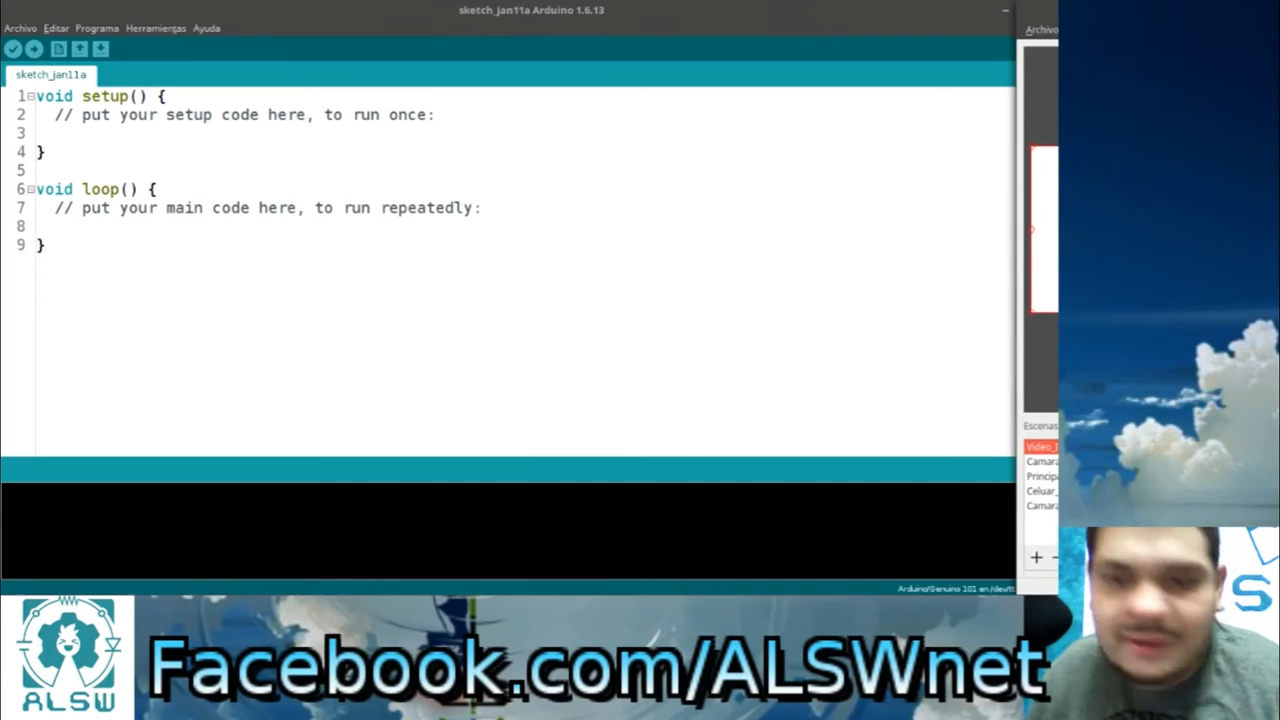 sketch_jan11a Arduino 1.6.13
Archivo Editar Programa Herramientas Ayuda
Archivo
sketch_jan11a
1 void setup() {
2 // put your setup code here, to run once:
3
4 }
5
6 void loop() {
7 // put your main code here, to run repeatedly:
8
9 }
Escenas
Video_
Camara
Principa
Celuar_
Camara
Arduino/Genuino 101 en /dev/t
ALSW
Facebook.com/ALSWnet
S